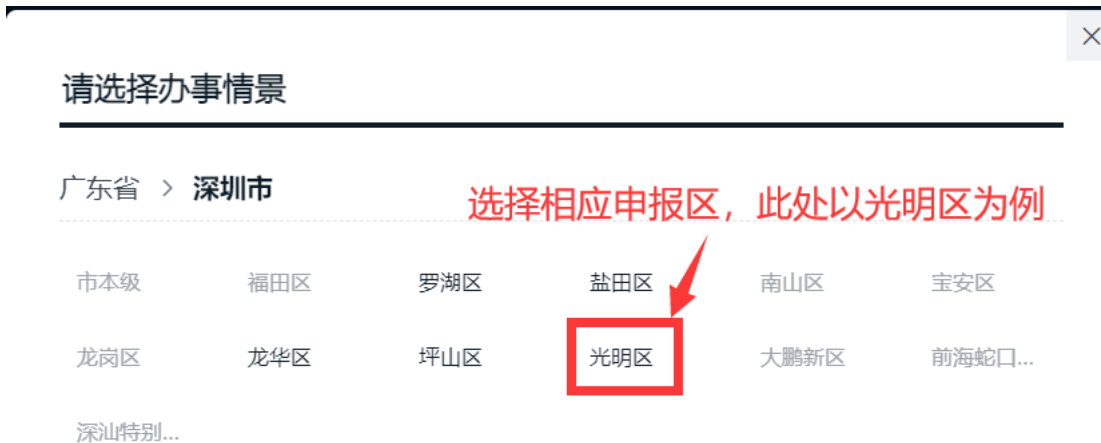 请选择办事情景
广东省 > 深圳市
选择相应申报区，此处以光明区为例
市本级 福田区 罗湖区 盐田区 南山区 宝安区
龙岗区 龙华区 坪山区 光明区 大鹏新区 前海蛇口...
深汕特别...